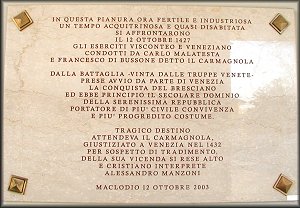 IN QUESTA PIANURA ORA FERTILE E INDUSTRIOSA
UN TEMPO ACQUITRINOSA E QUASI DISABITATA
SI AFFRONTARONO
IL 12 OTTOBRE 1427
GLI ESERCITI VISCONTEO E VENEZIANO
CONDOTTI DA CARLO MALATESTA
E FRANCESCO DI BUSSONE DETTO IL CARMAGNOLA
DALLA BATTAGLIA -VINTA DALLE TRUPPE VENETE-
PRESE AVVIO DA PARTE DI VENEZIA
LA CONQUISTA DEL BRESCIANO
ED EBBE PRINCIPIO IL SECOLARE DOMINIO
DELLA SERENISSIMA REPUBBLICA
PORTATORE DI PIU' CIVILE CONVIVENZA
E PIU' PROGREDITO COSTUME.
TRAGICO DESTINO
ATTENDEVA IL CARMAGNOLA,
GIUSTIZIATO A VENEZIA NEL 1432
PER SOSPETTO DI TRADIMENTO.
DELLA SUA VICENDA SI RESE ALTO
E CRISTIANO INTERPRETE
ALESSANDRO MANZONI
MACLODIO 12 OTTOBRE 2003